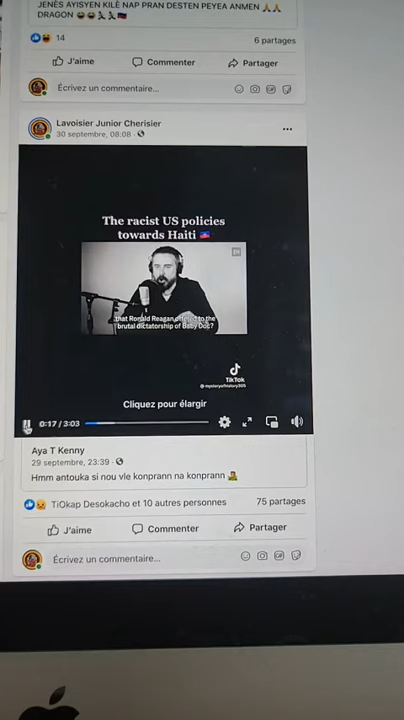 JENÈS AYISYEN KILÈ NAP PRAN DESTEN PEYEA ANMEN 🙏🙏
DRAGON 😂😂
14
6 partages
J'aime
Commenter
Partager
Écrivez un commentaire...
Lavoisier Junior Cherisier
30 septembre, 08:08
The racist US policies
towards Haiti 🇭🇹
that Ronald Reagan offered to the
brutal dictatorship of Baby Doc?
TikTok
Cliquez pour élargir
0:17 / 3:03
Aya T Kenny
29 septembre, 23:39
Hmm antouka si nou vle konprann na konprann
TiOkap Desokacho et 10 autres personnes
75 partages
J'aime
Commenter
Partager
Écrivez un commentaire...